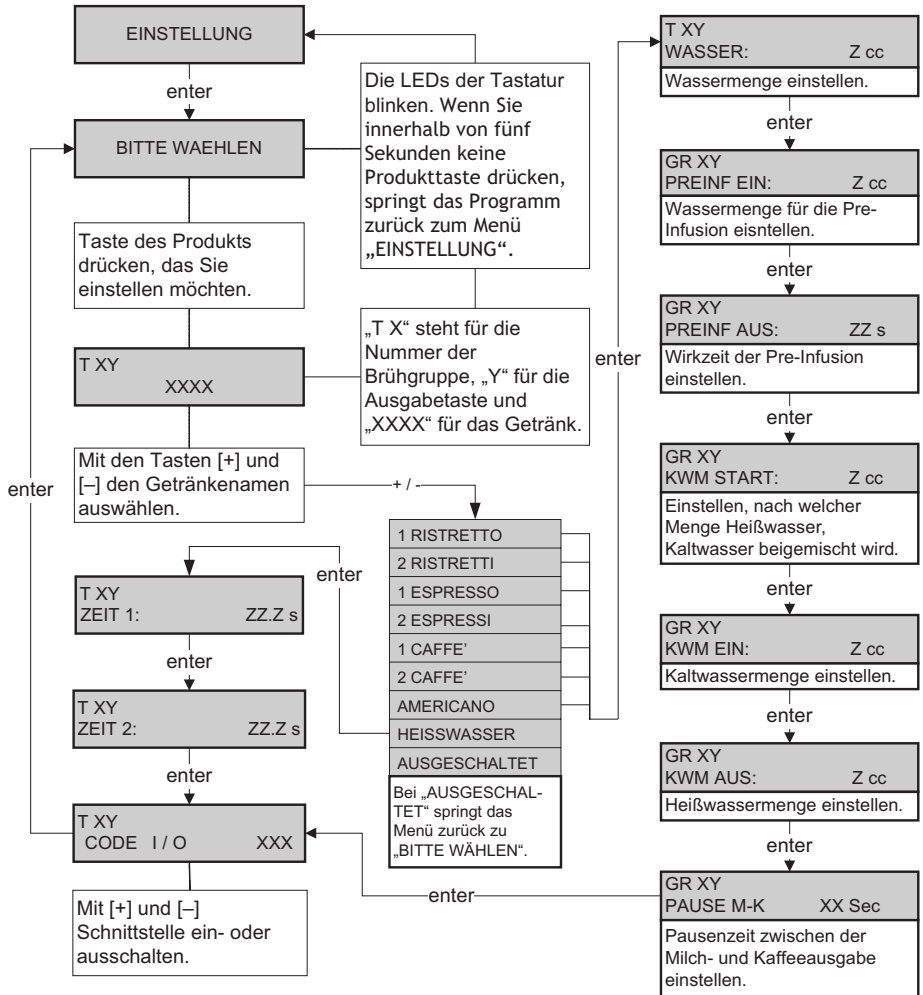 EINSTELLUNG
enter
BITTE WAEHLEN
Die LEDs der Tastatur
blinken. Wenn Sie
innerhalb von fünf
Sekunden keine
Produkttaste drücken,
springt das Programm
zurück zum Menü
„EINSTELLUNG“.
Taste des Produkts
drücken, das Sie
einstellen möchten.
T XY
XXXX
„T X“ steht für die
Nummer der
Brühgruppe, „Y“ für die
Ausgabetaste und
„XXXX“ für das Getränk.
Mit den Tasten [+] und
[–] den Getränkenamen
auswählen.
+ / -
enter
1 RISTRETTO
2 RISTRETTI
1 ESPRESSO
2 ESPRESSI
1 CAFFE’
2 CAFFE’
AMERICANO
HEISSWASSER
AUSGESCHALTET
Bei „AUSGESCHAL-
TET“ springt das
Menü zurück zu
„BITTE WÄHLEN“.
enter
T XY
ZEIT 1: ZZ.Z s
enter
T XY
ZEIT 2: ZZ.Z s
enter
T XY
CODE I / O XXX
Mit [+] und [–]
Schnittstelle ein- oder
ausschalten.
enter
T XY
WASSER: Z cc
Wassermenge einstellen.
enter
GR XY
PREINF EIN: Z cc
Wassermenge für die Pre-
Infusion eisntellen.
enter
GR XY
PREINF AUS: ZZ s
Wirkzeit der Pre-Infusion
einstellen.
enter
GR XY
KWM START: Z cc
Einstellen, nach welcher
Menge Heißwasser,
Kaltwasser beigemischt wird.
enter
GR XY
KWM EIN: Z cc
Kaltwassermenge einstellen.
enter
GR XY
KWM AUS: Z cc
Heißwassermenge einstellen.
enter
GR XY
PAUSE M-K XX Sec
Pausenzeit zwischen der
Milch- und Kaffeeausgabe
einstellen.
enter